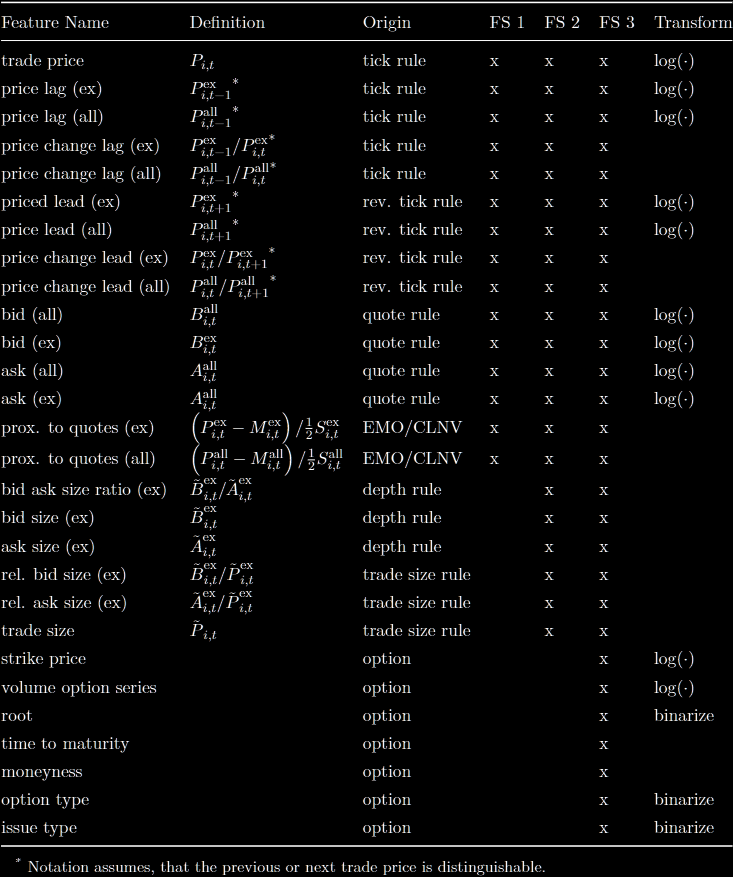 Feature Name Definition Origin FS 1 FS 2 FS 3 Transform
trade price $P_{i,t}$ tick rule x x x log(·)
price lag (ex) $P_{i,t-1}^{\text{ex}}$* tick rule x x x log(·)
price lag (all) $P_{i,t-1}^{\text{all}}$* tick rule x x x log(·)
price change lag (ex) $P_{i,t-1}^{\text{ex}}/P_{i,t}^{\text{ex}}$* tick rule x x x
price change lag (all) $P_{i,t-1}^{\text{all}}/P_{i,t}^{\text{all}}$* tick rule x x x
priced lead (ex) $P_{i,t+1}^{\text{ex}}$* rev. tick rule x x x log(·)
price lead (all) $P_{i,t+1}^{\text{all}}$* rev. tick rule x x x log(·)
price change lead (ex) $P_{i,t}^{\text{ex}}/P_{i,t+1}^{\text{ex}}$* rev. tick rule x x x
price change lead (all) $P_{i,t}^{\text{all}}/P_{i,t+1}^{\text{all}}$* rev. tick rule x x x
bid (all) $B_{i,t}^{\text{all}}$ quote rule x x x log(·)
bid (ex) $B_{i,t}^{\text{ex}}$ quote rule x x x log(·)
ask (all) $A_{i,t}^{\text{all}}$ quote rule x x x log(·)
ask (ex) $A_{i,t}^{\text{all}}$ quote rule x x x log(·)
prox. to quotes (ex) $\left(P_{i,t}^{\text{ex}} - M_{i,t}^{\text{ex}}\right)/\frac{1}{2}S_{i,t}^{\text{ex}}$ EMO/CLNV x x x
prox. to quotes (all) $\left(P_{i,t}^{\text{all}} - M_{i,t}^{\text{all}}\right)/\frac{1}{2}S_{i,t}^{\text{all}}$ EMO/CLNV x x x
bid ask size ratio (ex) $\tilde{B}_{i,t}^{\text{ex}}/\tilde{A}_{i,t}^{\text{ex}}$ depth rule x x
bid size (ex) $\tilde{B}_{i,t}^{\text{ex}}$ depth rule x x
ask size (ex) $\tilde{A}_{i,t}^{\text{ex}}$ depth rule x x
rel. bid size (ex) $\tilde{B}_{i,t}^{\text{ex}}/\tilde{P}_{i,t}^{\text{ex}}$ trade size rule x x
rel. ask size (ex) $\tilde{A}_{i,t}^{\text{ex}}/\tilde{P}_{i,t}^{\text{ex}}$ trade size rule x x
trade size $\tilde{P}_{i,t}$ trade size rule x x
strike price option x log(·)
volume option series option x log(·)
root option x binarize
time to maturity option x
moneyness option x
option type option x binarize
issue type option x binarize
* Notation assumes, that the previous or next trade price is distinguishable.